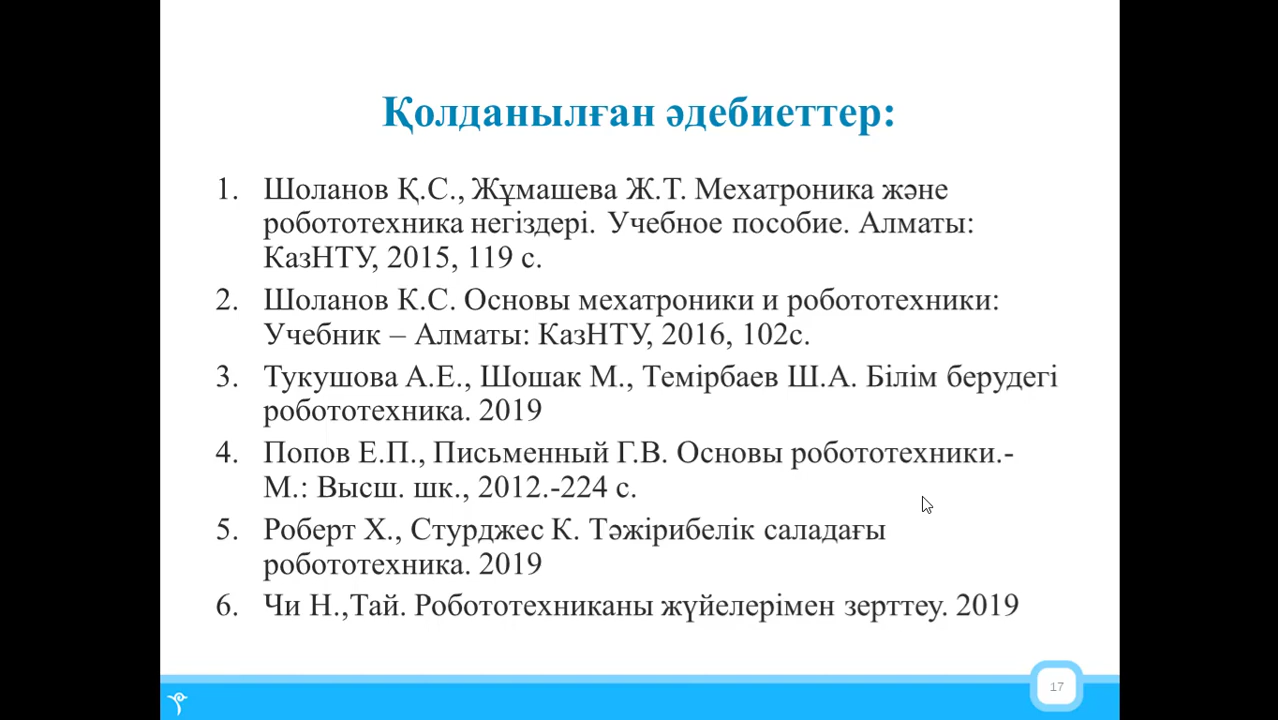 Қолданылған әдебиеттер:
1. Шоланов Қ.С., Жұмашева Ж.Т. Мехатроника және
робототехника негіздері. Учебное пособие. Алматы:
КазНТУ, 2015, 119 с.
2. Шоланов К.С. Основы мехатроники и робототехники:
Учебник – Алматы: КазНТУ, 2016, 102с.
3. Тукушова А.Е., Шошак М., Темірбаев Ш.А. Білім берудегі
робототехника. 2019
4. Попов Е.П., Письменный Г.В. Основы робототехники.-
М.: Высш. шк., 2012.-224 с.
5. Роберт Х., Стурджес К. Тәжірибелік саладағы
робототехника. 2019
6. Чи Н.,Тай. Робототехниканы жүйелерімен зерттеу. 2019
17